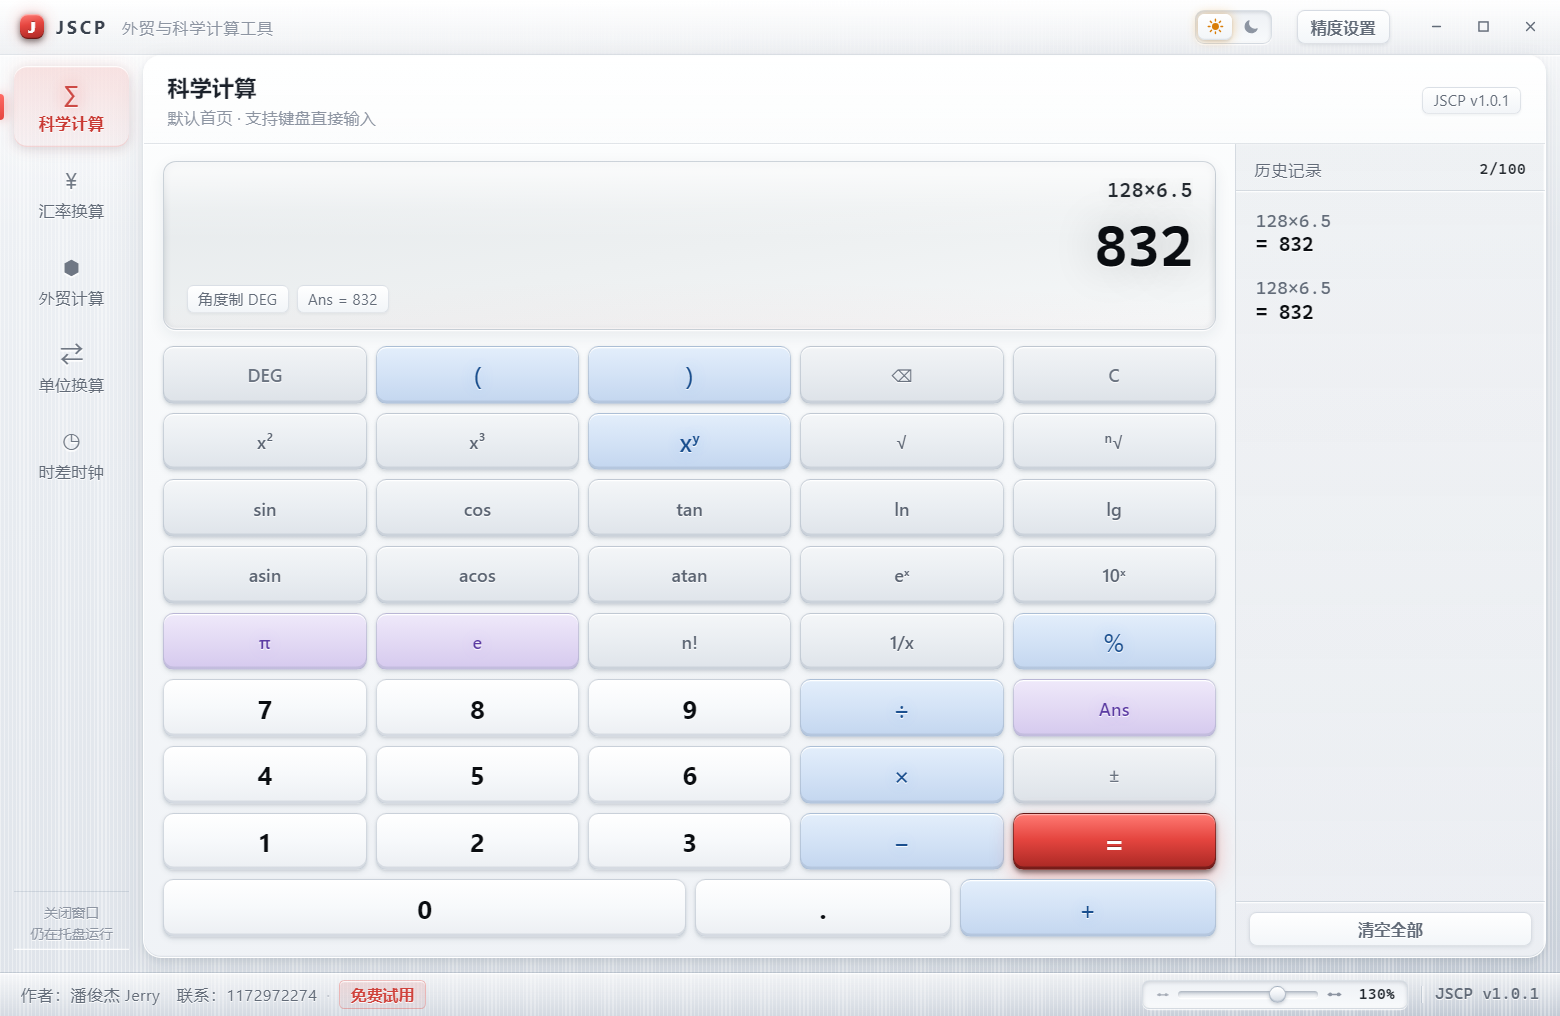 J JSCP 外贸与科学计算工具
精度设置
∑
科学计算
¥
汇率换算
外贸计算
单位换算
时差时钟
关闭窗口
仍在托盘运行
科学计算
默认首页 · 支持键盘直接输入
JSCP v1.0.1
128×6.5
832
角度制 DEG
Ans = 832
DEG ( ) ⌫ C
x² x³ xʸ √ ⁿ√
sin cos tan ln lg
asin acos atan eˣ 10ˣ
π e n! 1/x %
7 8 9 ÷ Ans
4 5 6 × ±
1 2 3 − =
0 . +
历史记录 2/100
128×6.5
= 832
128×6.5
= 832
清空全部
作者：潘俊杰 Jerry 联系：1172972274 · 免费试用
130%
JSCP v1.0.1